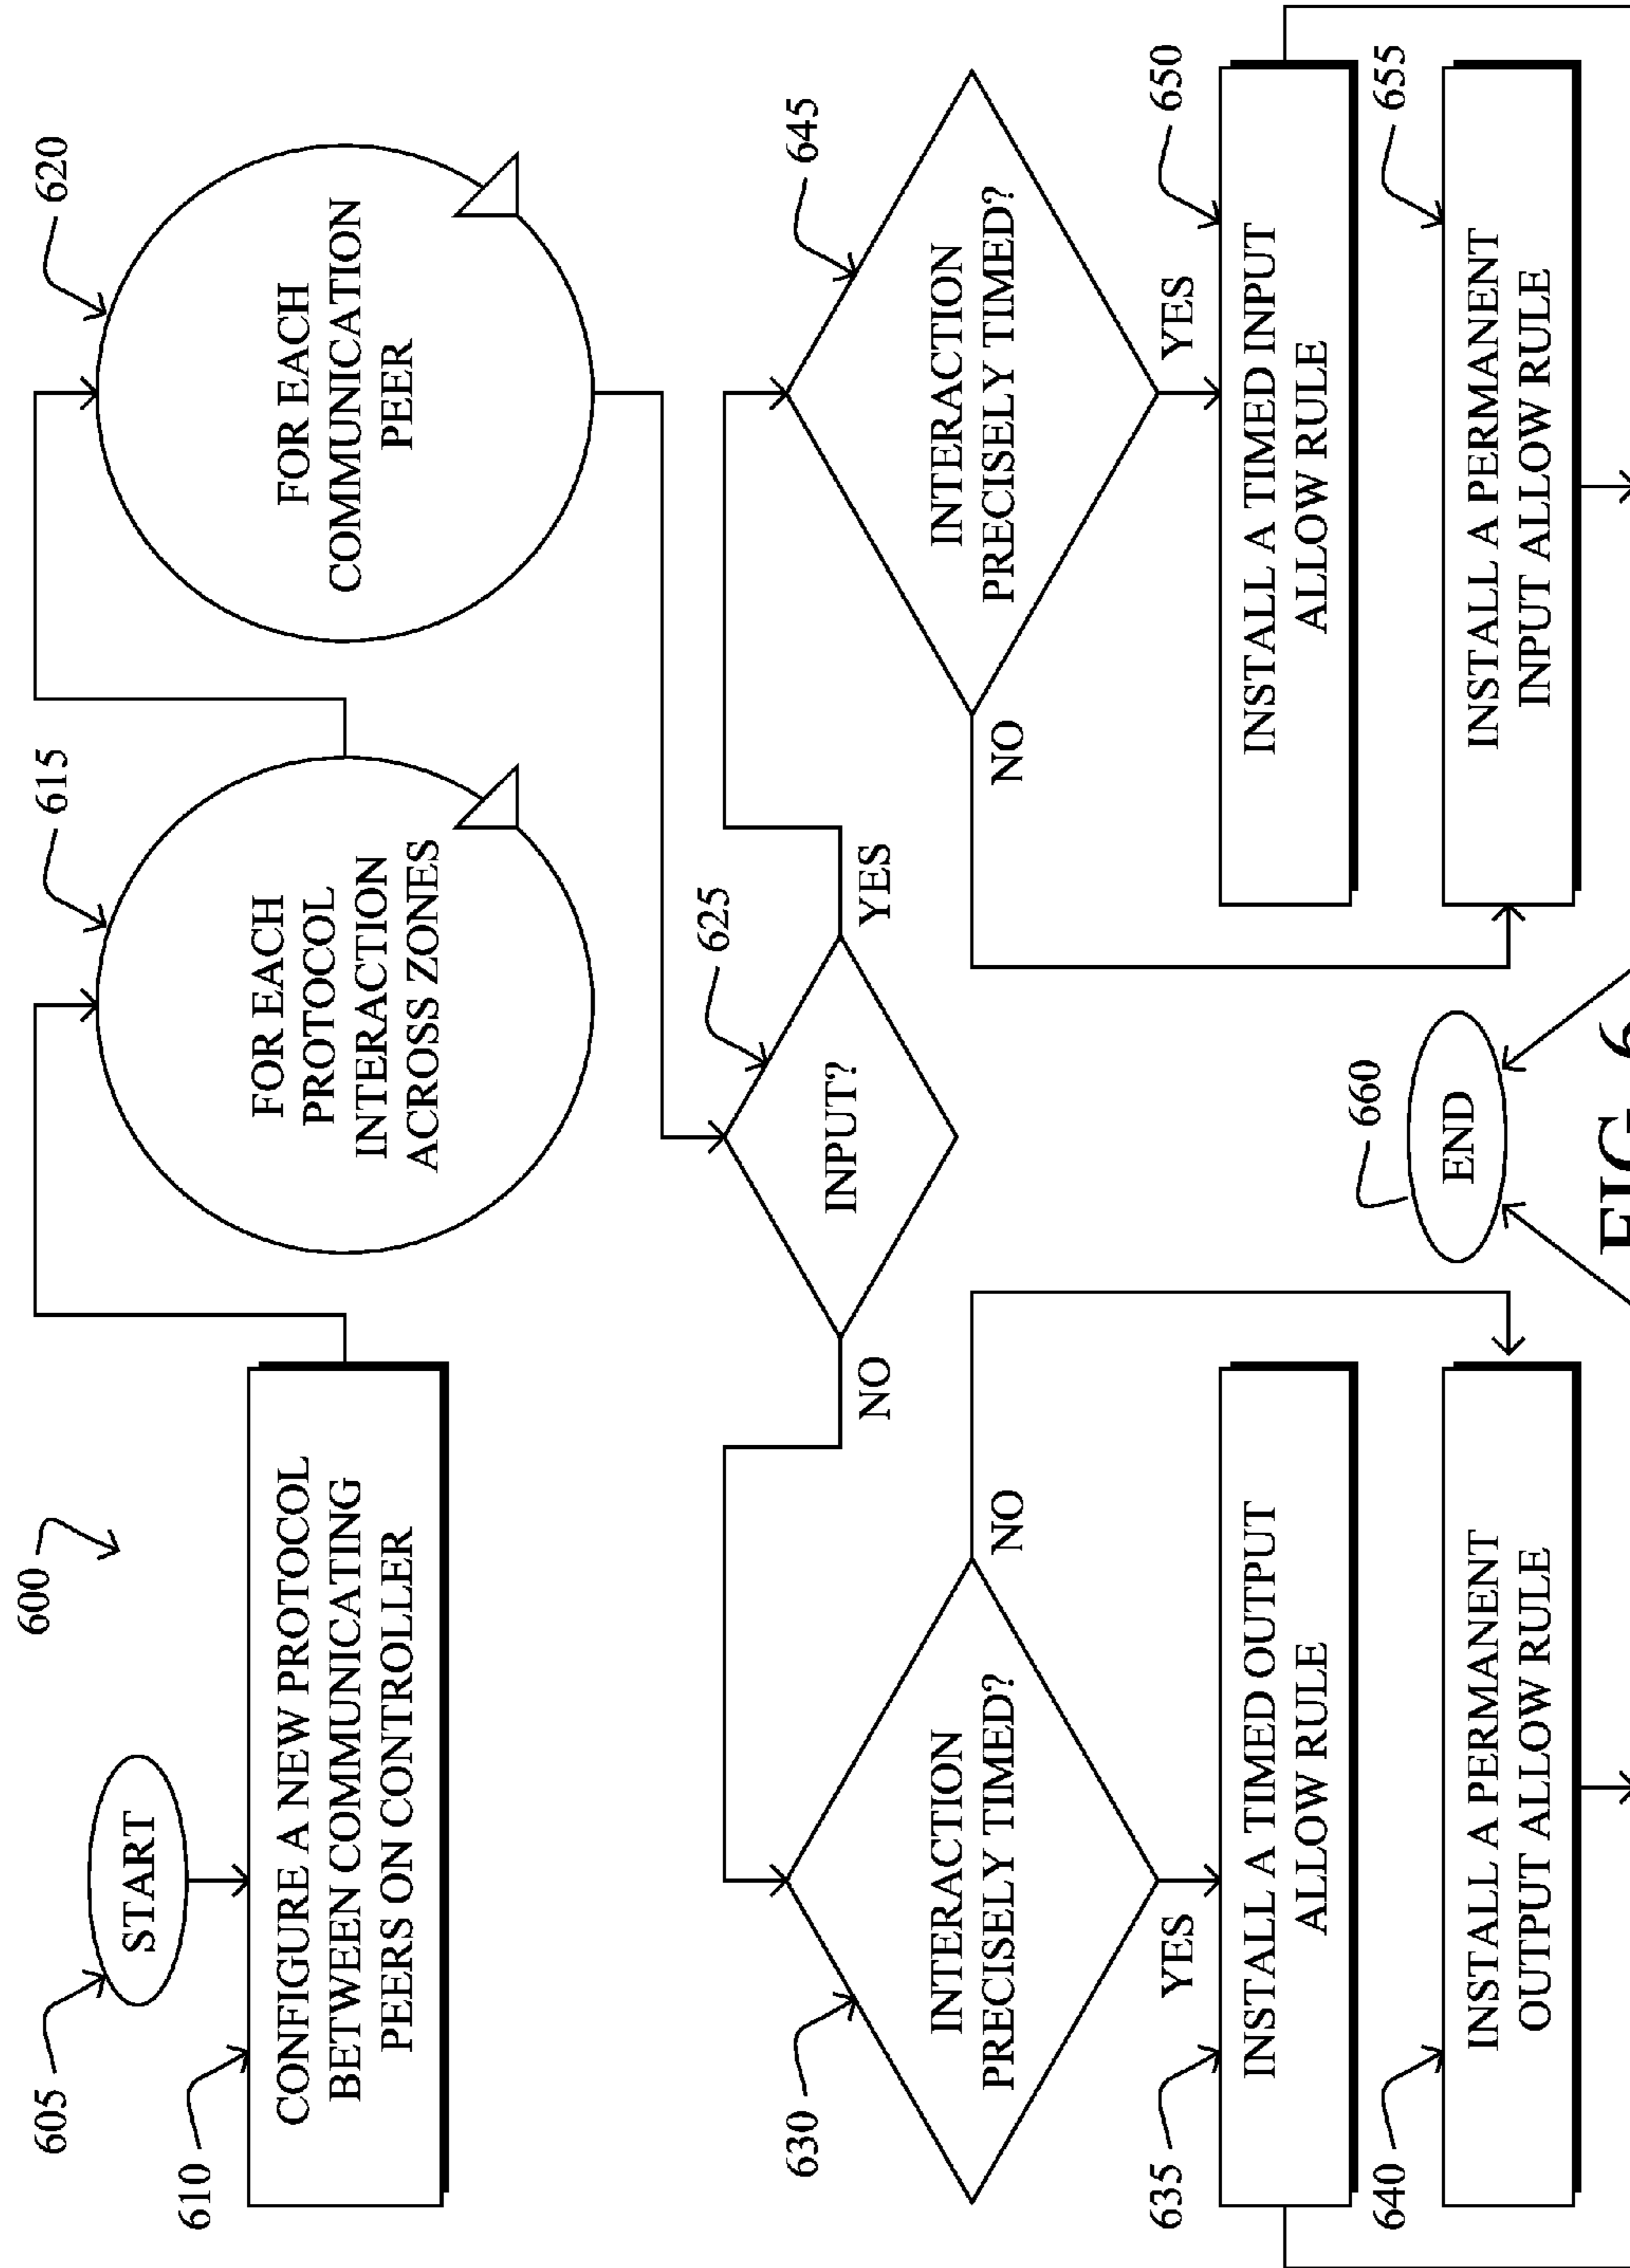 600
605
START
610
CONFIGURE A NEW PROTOCOL
BETWEEN COMMUNICATING
PEERS ON CONTROLLER
615
FOR EACH
PROTOCOL
INTERACTION
ACROSS ZONES
620
FOR EACH
COMMUNICATION
PEER
625
INPUT?
NO
YES
630
INTERACTION
PRECISELY TIMED?
NO
YES
635
INSTALL A TIMED OUTPUT
ALLOW RULE
640
INSTALL A PERMANENT
OUTPUT ALLOW RULE
645
INTERACTION
PRECISELY TIMED?
NO
YES
650
INSTALL A TIMED INPUT
ALLOW RULE
655
INSTALL A PERMANENT
INPUT ALLOW RULE
660
END
FIG. 6